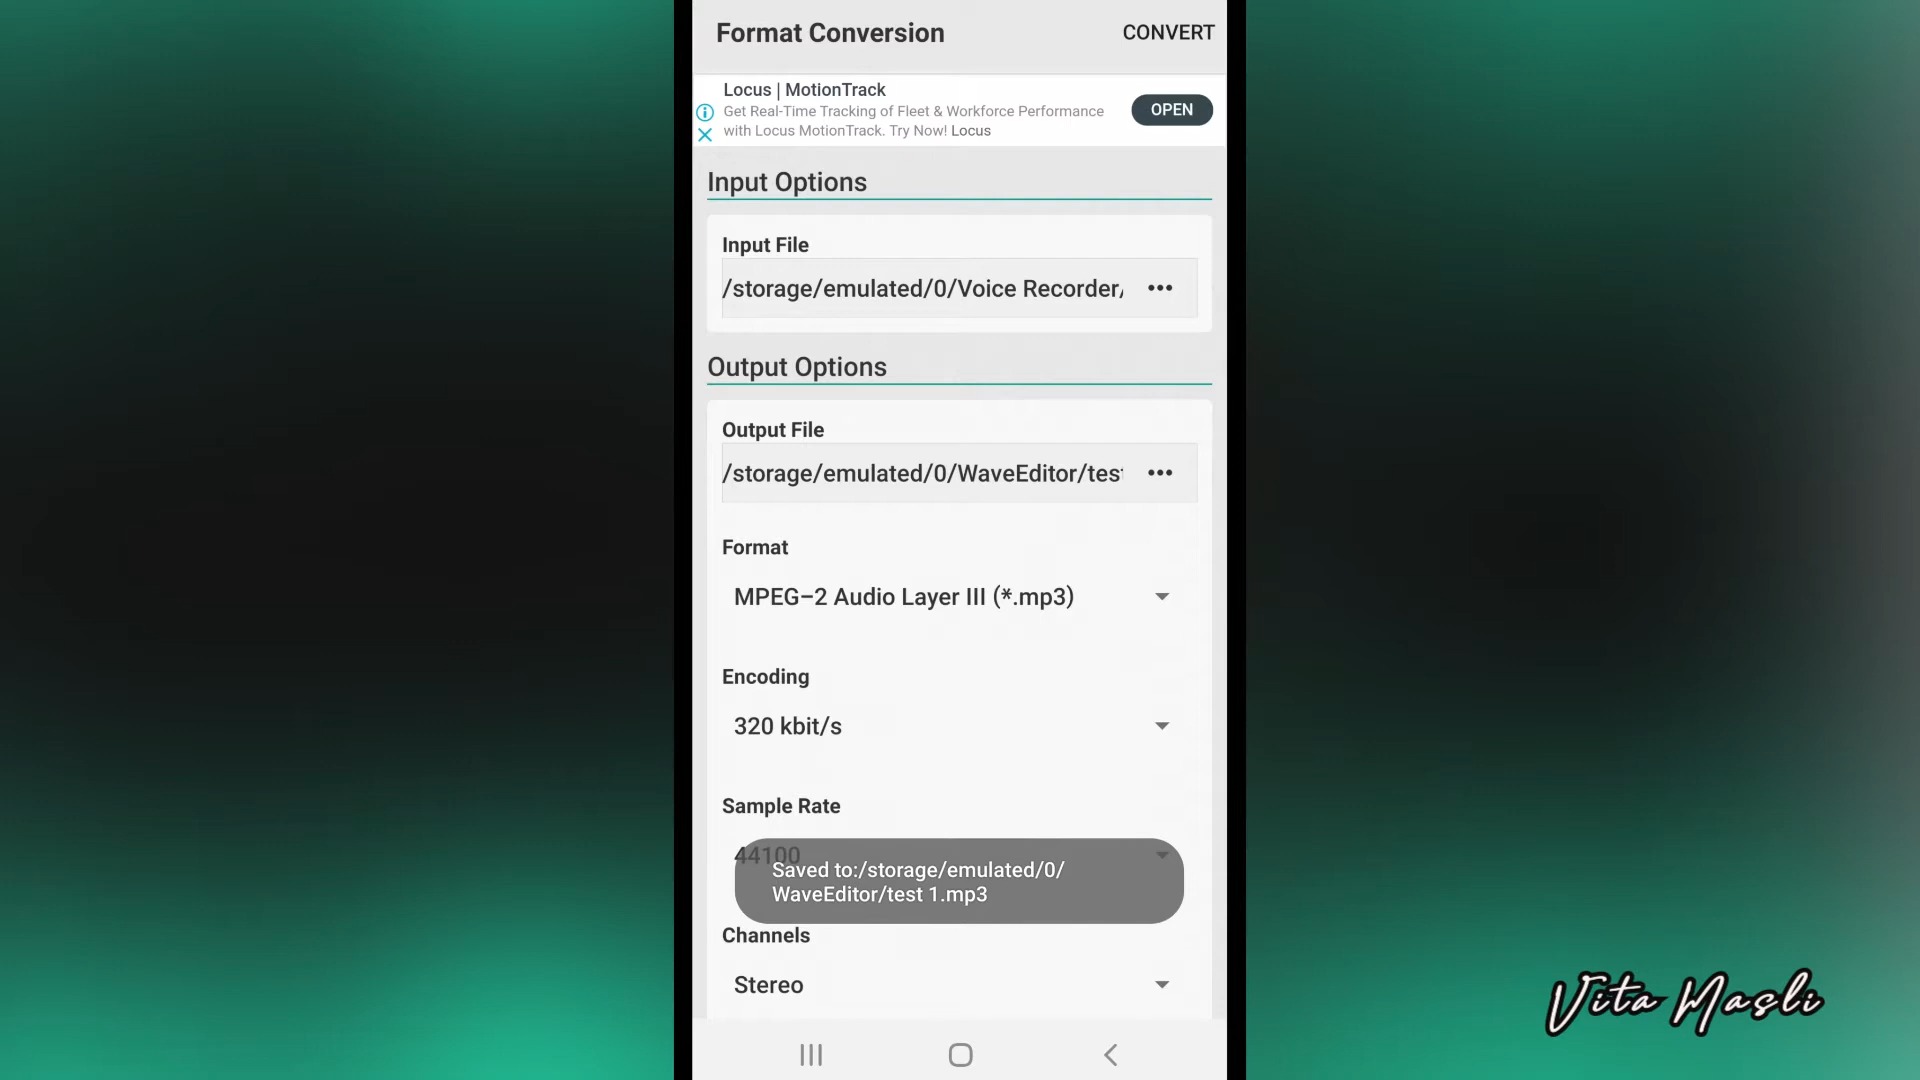 Format Conversion
CONVERT
Locus | MotionTrack
Get Real-Time Tracking of Fleet & Workforce Performance
with Locus MotionTrack. Try Now! Locus
OPEN
Input Options
Input File
/storage/emulated/0/Voice Recorder/
Output Options
Output File
/storage/emulated/0/WaveEditor/test
Format
MPEG-2 Audio Layer III (*.mp3)
Encoding
320 kbit/s
Sample Rate
44100
Saved to:/storage/emulated/0/
WaveEditor/test 1.mp3
Channels
Stereo
Vita Masli